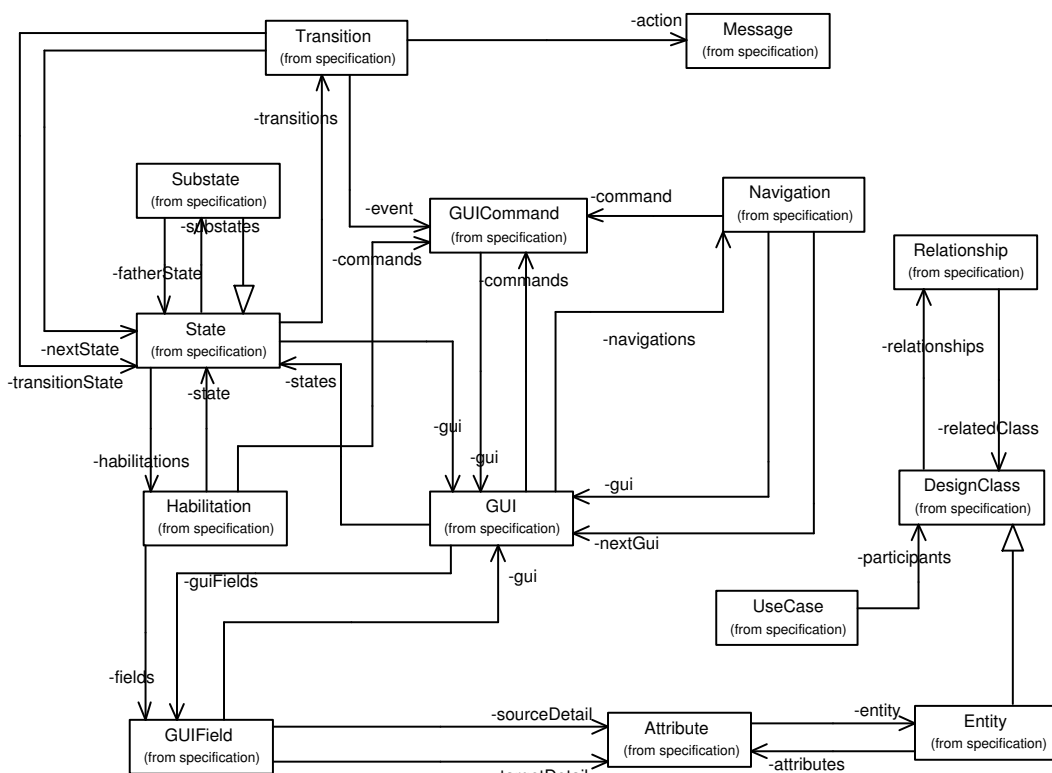 Transition
(from specification)
-action
Message
(from specification)
-transitions
Substate
(from specification)
-substates
-event
GUICommand
(from specification)
-command
Navigation
(from specification)
-commands
-commands
-fatherState
Relationship
(from specification)
State
(from specification)
-nextState
-transitionState
-state
-states
-navigations
-relationships
-gui
-gui
-relatedClass
-habilitations
Habilitation
(from specification)
GUI
(from specification)
-gui
-nextGui
DesignClass
(from specification)
-participants
-guiFields
-gui
UseCase
(from specification)
-fields
GUIField
(from specification)
-sourceDetail
Attribute
(from specification)
-entity
Entity
(from specification)
-attributes
-targetDetail